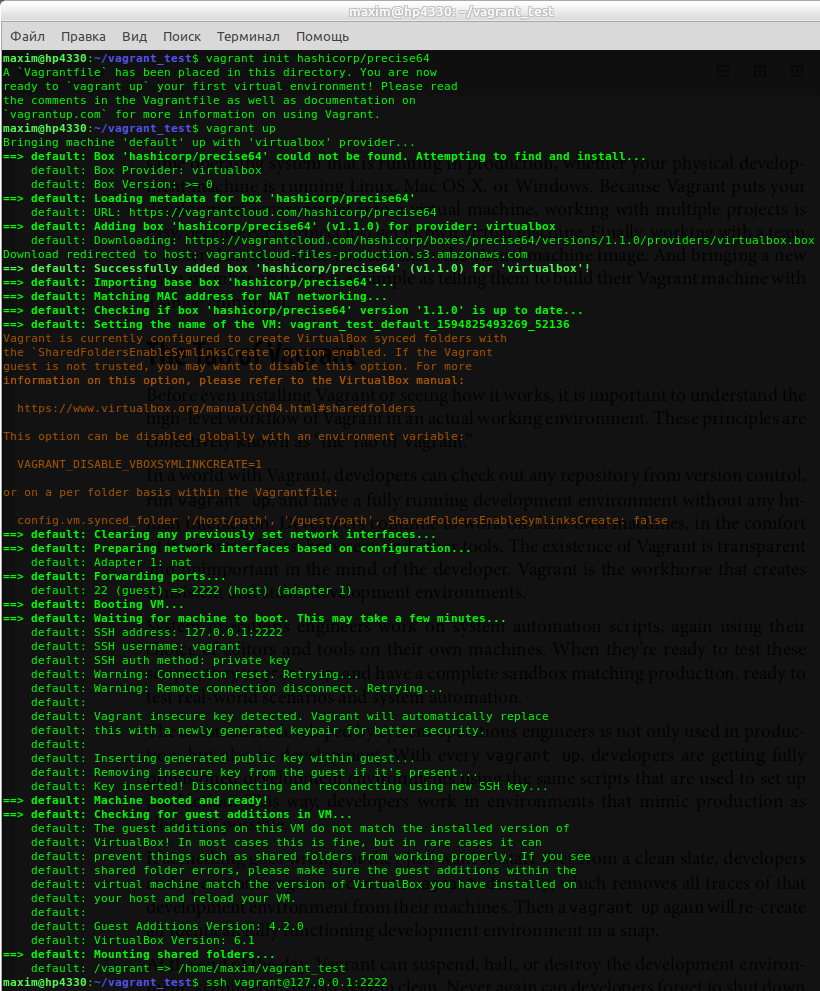 maxim@hp4330: ~/vagrant_test
Файл Правка Вид Поиск Терминал Помощь
maxim@hp4330:~/vagrant_test$ vagrant init hashicorp/precise64
A `Vagrantfile` has been placed in this directory. You are now
ready to `vagrant up` your first virtual environment! Please read
the comments in the Vagrantfile as well as documentation on
`vagrantup.com` for more information on using Vagrant.
maxim@hp4330:~/vagrant_test$ vagrant up
Bringing machine 'default' up with 'virtualbox' provider...
==> default: Box 'hashicorp/precise64' could not be found. Attempting to find and install...
    default: Box Provider: virtualbox
    default: Box Version: >= 0
==> default: Loading metadata for box 'hashicorp/precise64'
    default: URL: https://vagrantcloud.com/hashicorp/precise64
==> default: Adding box 'hashicorp/precise64' (v1.1.0) for provider: virtualbox
    default: Downloading: https://vagrantcloud.com/hashicorp/boxes/precise64/versions/1.1.0/providers/virtualbox.box
Download redirected to host: vagrantcloud-files-production.s3.amazonaws.com
==> default: Successfully added box 'hashicorp/precise64' (v1.1.0) for 'virtualbox'!
==> default: Importing base box 'hashicorp/precise64'...
==> default: Matching MAC address for NAT networking...
==> default: Checking if box 'hashicorp/precise64' version '1.1.0' is up to date...
==> default: Setting the name of the VM: vagrant_test_default_1594825493269_52136
Vagrant is currently configured to create VirtualBox synced folders with
the `SharedFoldersEnableSymlinksCreate` option enabled. If the Vagrant
guest is not trusted, you may want to disable this option. For more
information on this option, please refer to the VirtualBox manual:
  https://www.virtualbox.org/manual/ch04.html#sharedfolders
This option can be disabled globally with an environment variable:
  VAGRANT_DISABLE_VBOXSYMLINKCREATE=1
or on a per folder basis within the Vagrantfile:
  config.vm.synced_folder '/host/path', '/guest/path', SharedFoldersEnableSymlinksCreate: false
==> default: Clearing any previously set network interfaces...
==> default: Preparing network interfaces based on configuration...
    default: Adapter 1: nat
==> default: Forwarding ports...
    default: 22 (guest) => 2222 (host) (adapter 1)
==> default: Booting VM...
==> default: Waiting for machine to boot. This may take a few minutes...
    default: SSH address: 127.0.0.1:2222
    default: SSH username: vagrant
    default: SSH auth method: private key
    default: Warning: Connection reset. Retrying...
    default: Warning: Remote connection disconnect. Retrying...
    default:
    default: Vagrant insecure key detected. Vagrant will automatically replace
    default: this with a newly generated keypair for better security.
    default:
    default: Inserting generated public key within guest...
    default: Removing insecure key from the guest if it's present...
    default: Key inserted! Disconnecting and reconnecting using new SSH key...
==> default: Machine booted and ready!
==> default: Checking for guest additions in VM...
    default: The guest additions on this VM do not match the installed version of
    default: VirtualBox! In most cases this is fine, but in rare cases it can
    default: prevent things such as shared folders from working properly. If you see
    default: shared folder errors, please make sure the guest additions within the
    default: virtual machine match the version of VirtualBox you have installed on
    default: your host and reload your VM.
    default:
    default: Guest Additions Version: 4.2.0
    default: VirtualBox Version: 6.1
==> default: Mounting shared folders...
    default: /vagrant => /home/maxim/vagrant_test
maxim@hp4330:~/vagrant_test$ ssh vagrant@127.0.0.1:2222